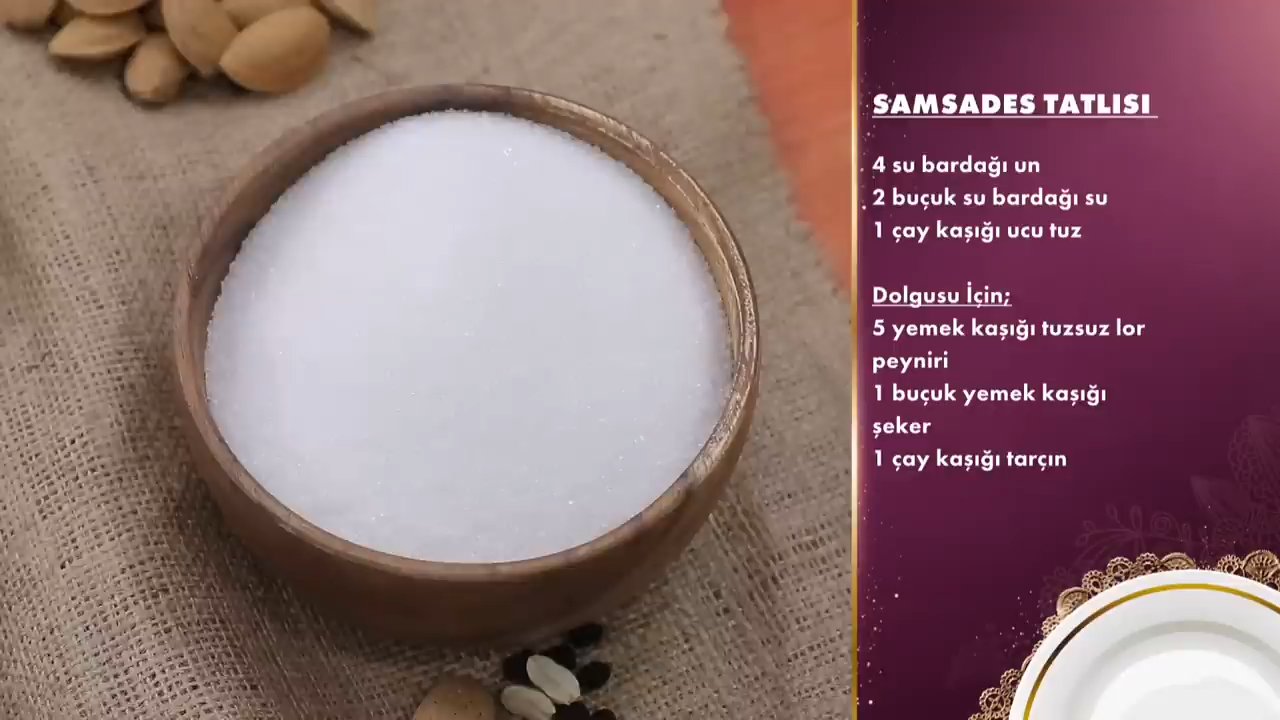 SAMSADES TATLISI
4 su bardağı un
2 buçuk su bardağı su
1 çay kaşığı ucu tuz
Dolgusu İçin;
5 yemek kaşığı tuzsuz lor
peyniri
1 buçuk yemek kaşığı
şeker
1 çay kaşığı tarçın